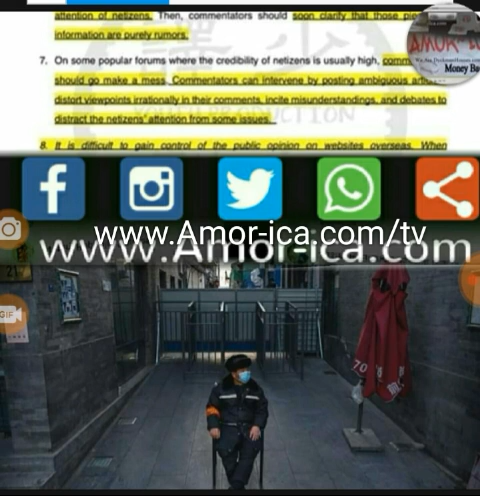 attention of netizens. Then, commentators should soon clarify that those
information are purely rumors.
7. On some popular forums where the credibility of netizens is usually high,
should go make a mess. Commentators can intervene by posting ambiguous
distort viewpoints irrationally in their comments, incite misunderstandings, and debates to
distract the netizens' attention from some issues.
8. It is difficult to gain control of the public opinion on websites overseas. When
AMOR
Money Ba
www.Amor-ica.com/tv
www.Amor-ica.com
GIF
21
70